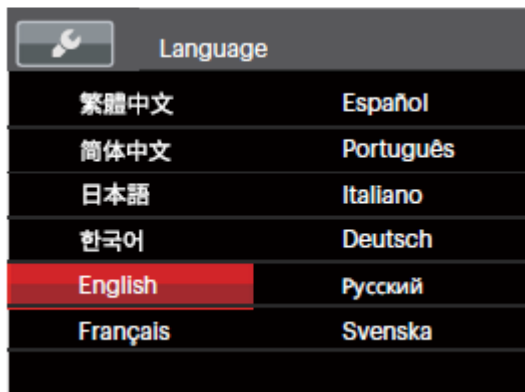 Language
繁體中文
简体中文
日本語
한국어
English
Français
Español
Português
Italiano
Deutsch
Русский
Svenska